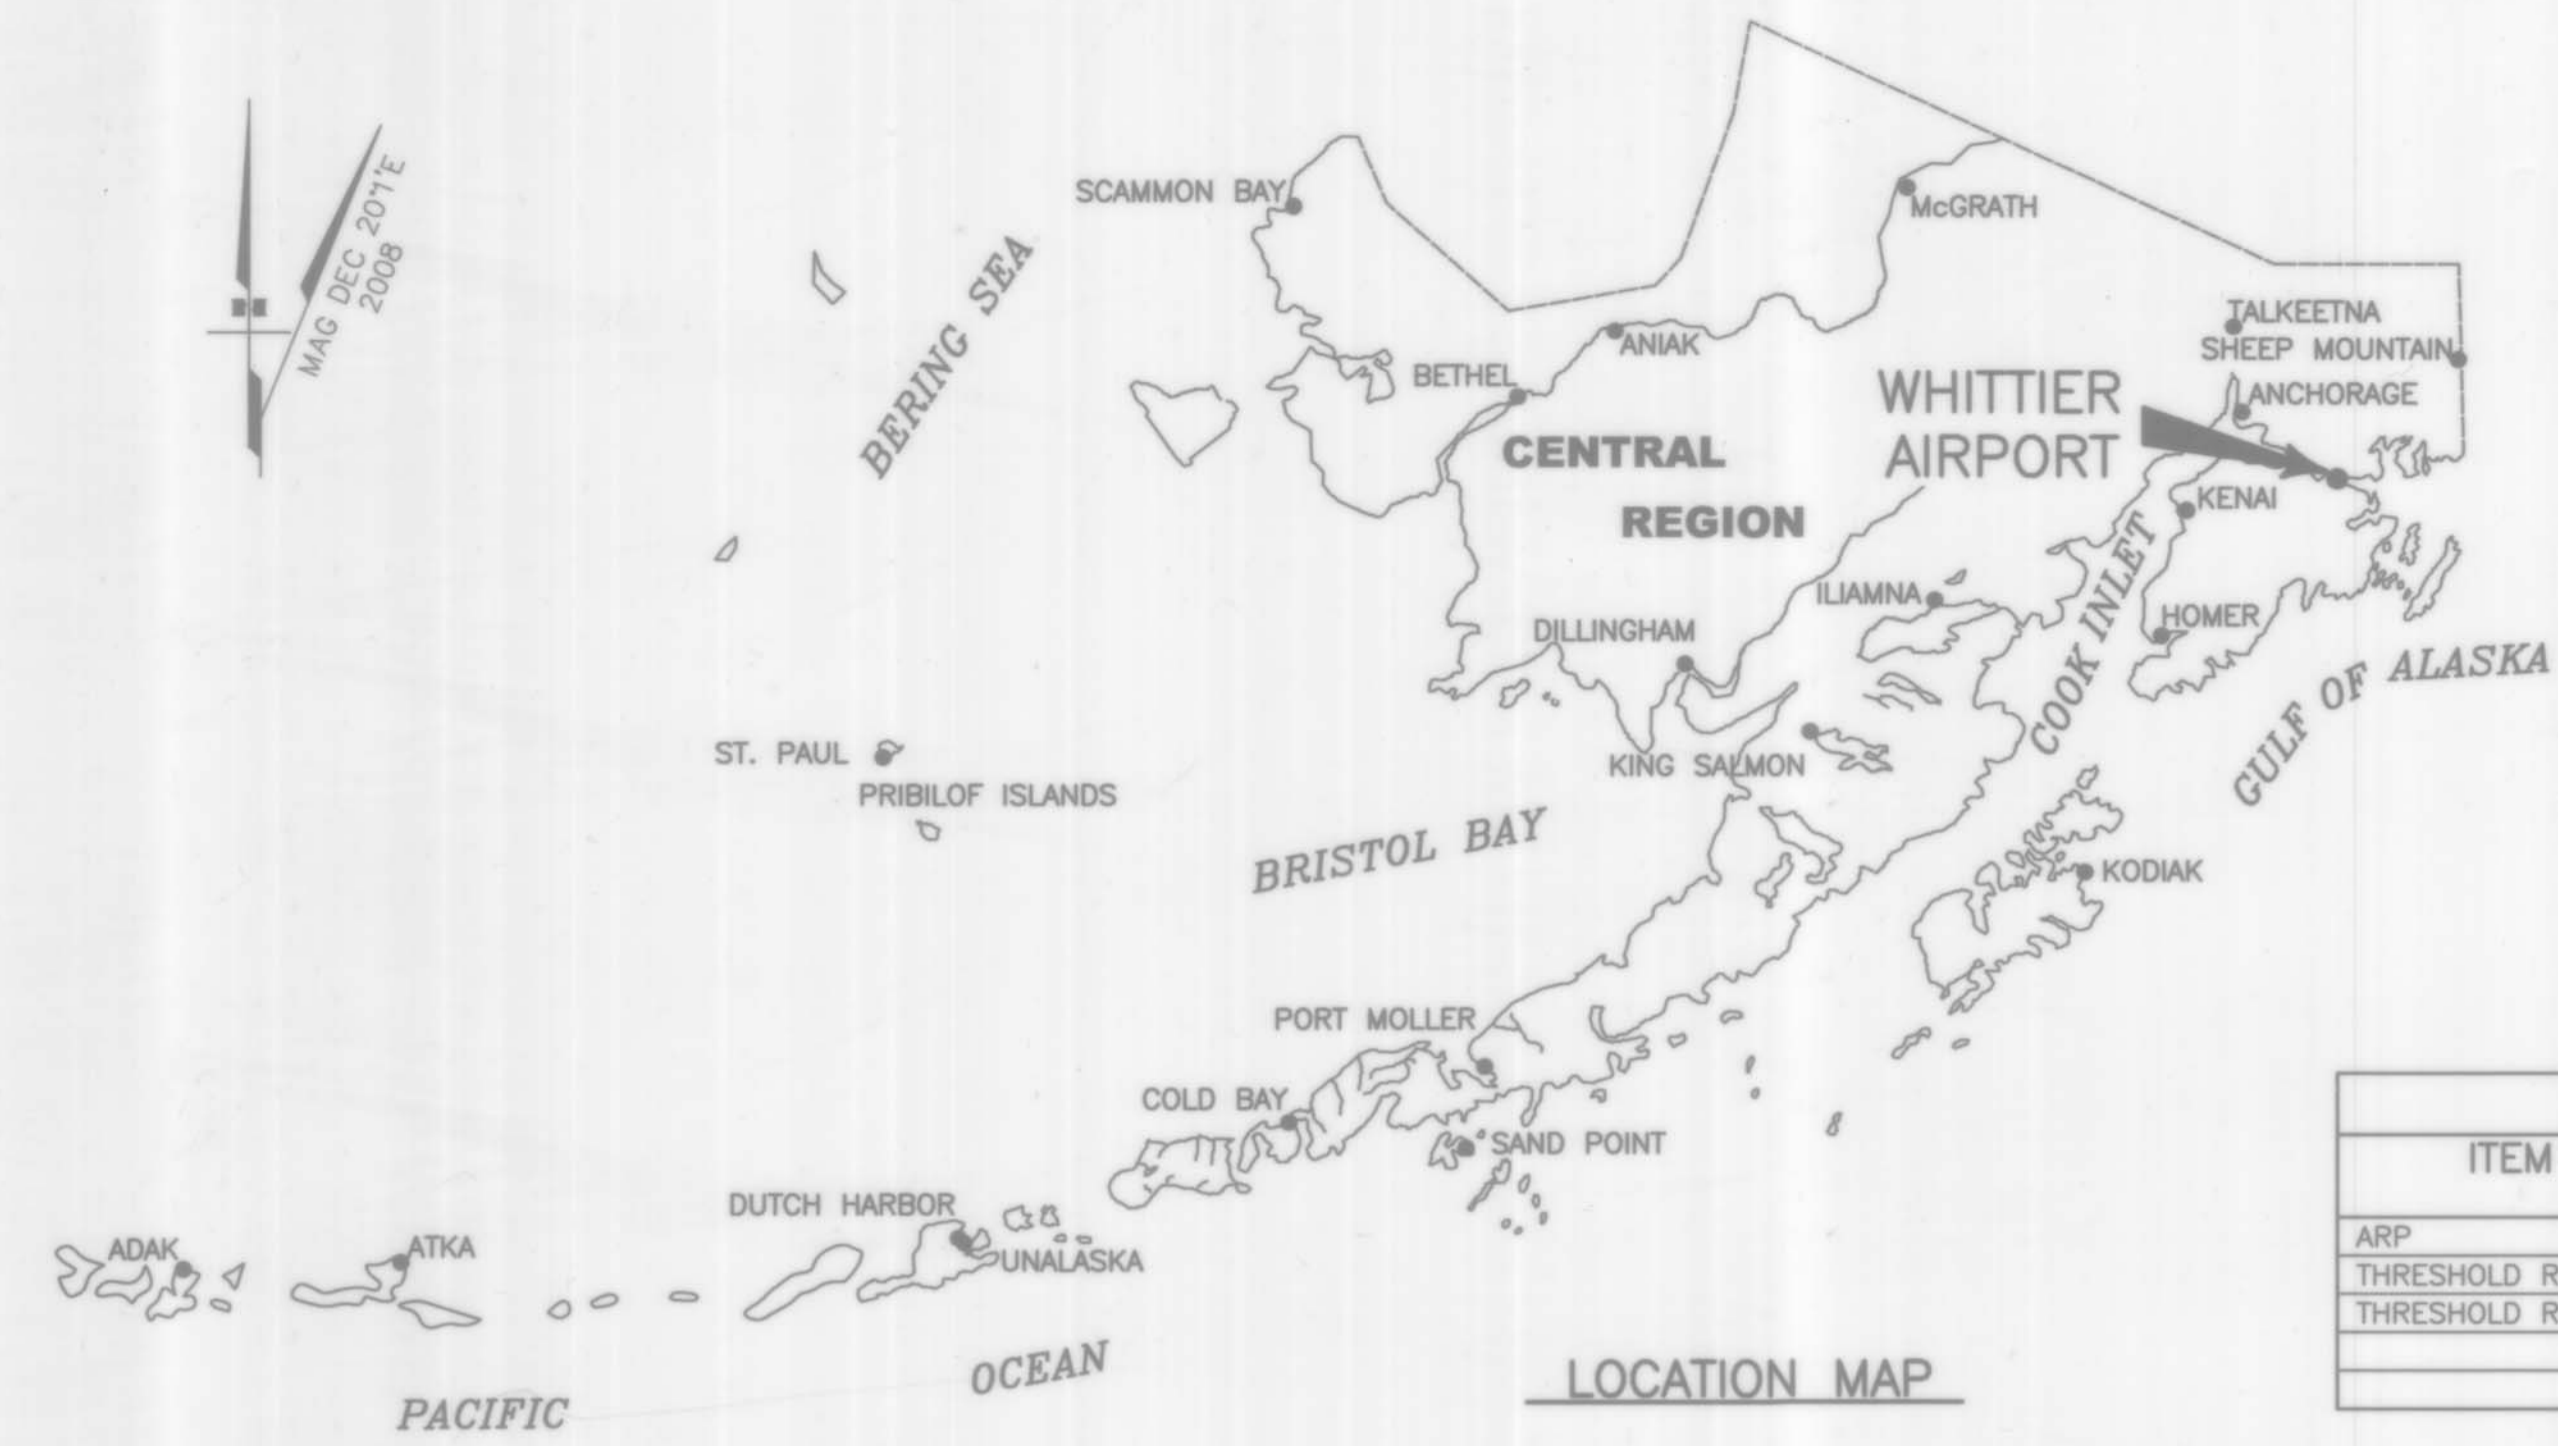 MAG DEC 20°1'E
2008
SCAMMON BAY
McGRATH
BERING SEA
TALKEETNA
SHEEP MOUNTAIN
ANIAK
BETHEL
ANCHORAGE
WHITTIER
AIRPORT
CENTRAL
REGION
KENAI
ILIAMNA
COOK INLET
HOMER
DILLINGHAM
GULF OF ALASKA
ST. PAUL
KING SALMON
PRIBILOF ISLANDS
BRISTOL BAY
KODIAK
PORT MOLLER
COLD BAY
SAND POINT
DUTCH HARBOR
ADAK
ATKA
UNALASKA
PACIFIC OCEAN
LOCATION MAP
ITEM
ARP
THRESHOLD R
THRESHOLD R